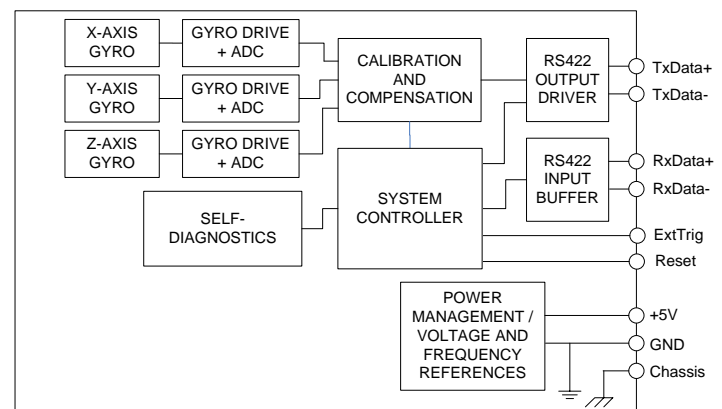 X-AXIS
GYRO
GYRO DRIVE
+ ADC
Y-AXIS
GYRO
GYRO DRIVE
+ ADC
Z-AXIS
GYRO
GYRO DRIVE
+ ADC
CALIBRATION
AND
COMPENSATION
RS422
OUTPUT
DRIVER
TxData+
TxData-
SELF-
DIAGNOSTICS
SYSTEM
CONTROLLER
RS422
INPUT
BUFFER
RxData+
RxData-
ExtTrig
Reset
POWER
MANAGEMENT /
VOLTAGE AND
FREQUENCY
REFERENCES
+5V
GND
Chassis